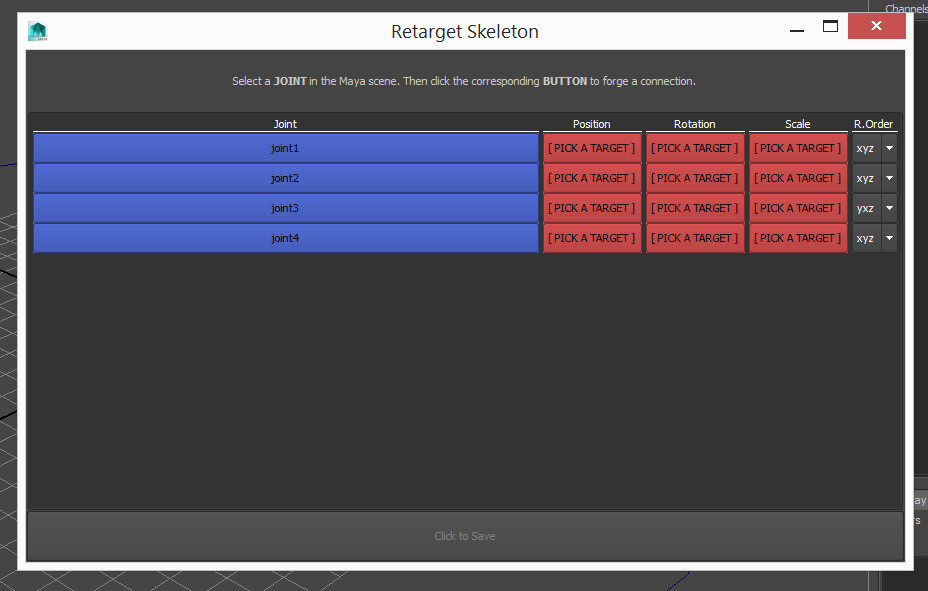 Channels
Retarget Skeleton
Select a JOINT in the Maya scene. Then click the corresponding BUTTON to forge a connection.
Joint Position Rotation Scale R.Order
joint1 [ PICK A TARGET ] [ PICK A TARGET ] [ PICK A TARGET ] xyz
joint2 [ PICK A TARGET ] [ PICK A TARGET ] [ PICK A TARGET ] xyz
joint3 [ PICK A TARGET ] [ PICK A TARGET ] [ PICK A TARGET ] yxz
joint4 [ PICK A TARGET ] [ PICK A TARGET ] [ PICK A TARGET ] xyz
ay
rs
Click to Save